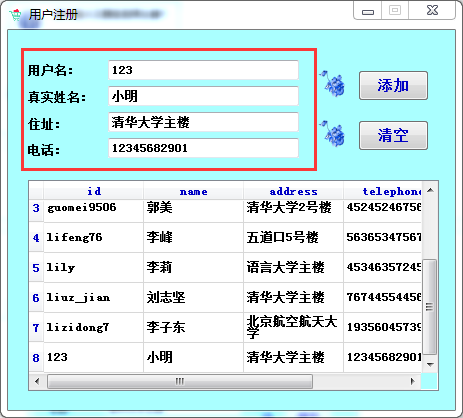 用户注册
用户名： 123
真实姓名： 小明
添加
住址： 清华大学主楼
清空
电话： 12345682901
id name address telephone
3 guomei9506 郭美 清华大学2号楼 45245246756
4 lifeng76 李峰 五道口5号楼 56365347567
5 lily 李莉 语言大学主楼 45346357245
6 liuz_jian 刘志坚 清华大学主楼 76744554456
7 lizidong7 李子东 北京航空航天大学 19356045739
8 123 小明 清华大学主楼 12345682901